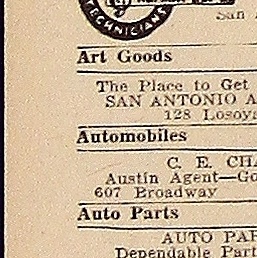 TECHNICIANS
San
Art Goods
The Place to Get
SAN ANTONIO A
128 Losoya
Automobiles
C. E. CHA
Austin Agent—Go
607 Broadway
Auto Parts
AUTO PAR
Dependable Part